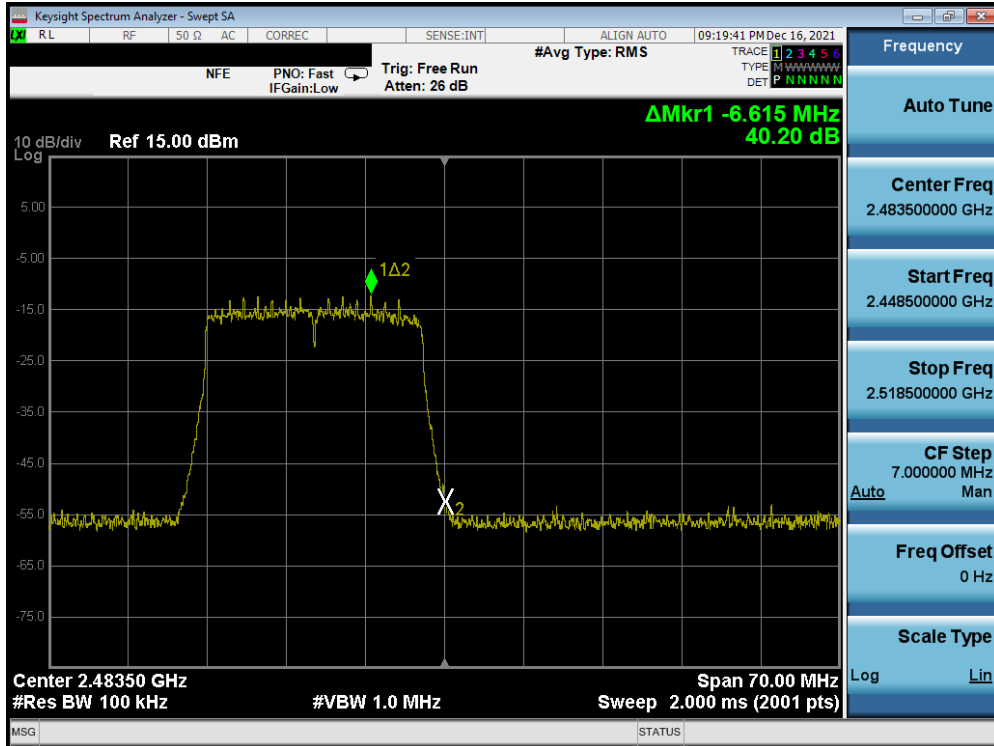 Keysight Spectrum Analyzer - Swept SA
LXI RL RF 50 Ω AC CORREC SENSE:INT ALIGN AUTO 09:19:41 PM Dec 16, 2021
#Avg Type: RMS TRACE 1 2 3 4 5 6
NFE PNO: Fast Trig: Free Run TYPE M W W W W W
IFGain:Low Atten: 26 dB DET P N N N N N
ΔMkr1 -6.615 MHz
40.20 dB
10 dB/div Ref 15.00 dBm
Log
5.00
-5.00
1Δ2
-15.0
-25.0
-35.0
-45.0
2
-55.0
-65.0
-75.0
Center 2.48350 GHz Span 70.00 MHz
#Res BW 100 kHz #VBW 1.0 MHz Sweep 2.000 ms (2001 pts)
MSG STATUS
Frequency
Auto Tune
Center Freq
2.483500000 GHz
Start Freq
2.448500000 GHz
Stop Freq
2.518500000 GHz
CF Step
7.000000 MHz
Auto Man
Freq Offset
0 Hz
Scale Type
Log Lin